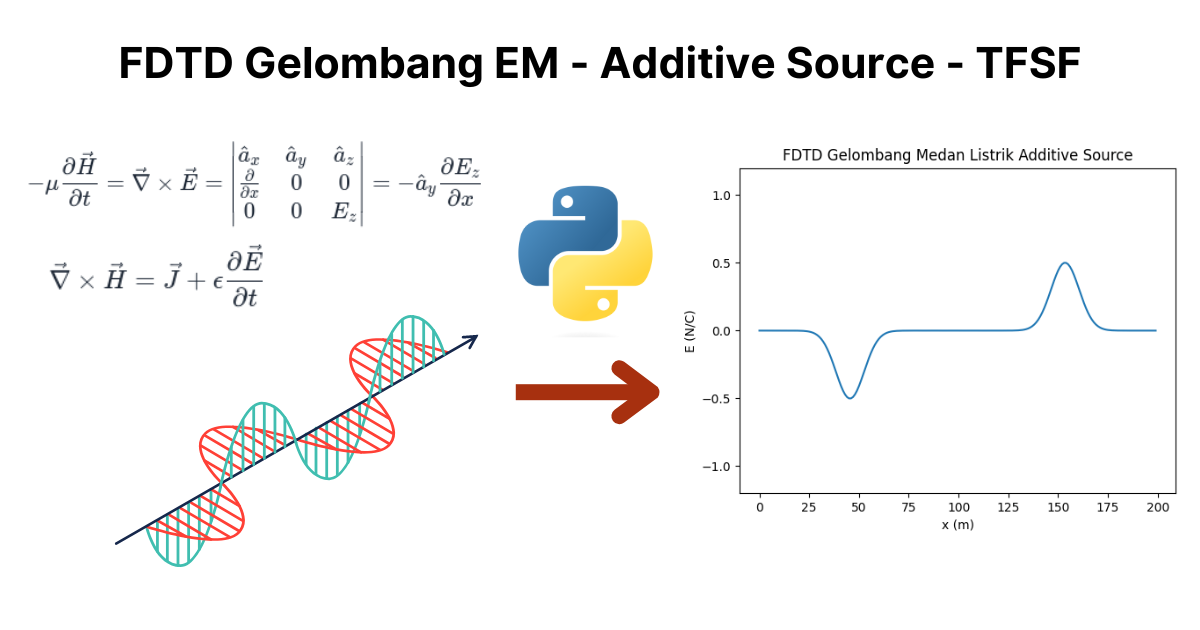 FDTD Gelombang EM - Additive Source - TFSF
$-\mu \frac{\partial \vec{H}}{\partial t} = \vec{\nabla} \times \vec{E} = \begin{vmatrix} \hat{a}_x & \hat{a}_y & \hat{a}_z \\ \frac{\partial}{\partial x} & 0 & 0 \\ 0 & 0 & E_z \end{vmatrix} = -\hat{a}_y \frac{\partial E_z}{\partial x}$
$\vec{\nabla} \times \vec{H} = \vec{J} + \epsilon \frac{\partial \vec{E}}{\partial t}$
FDTD Gelombang Medan Listrik Additive Source
E (N/C)
1.0
0.5
0.0
−0.5
−1.0
0 25 50 75 100 125 150 175 200
x (m)